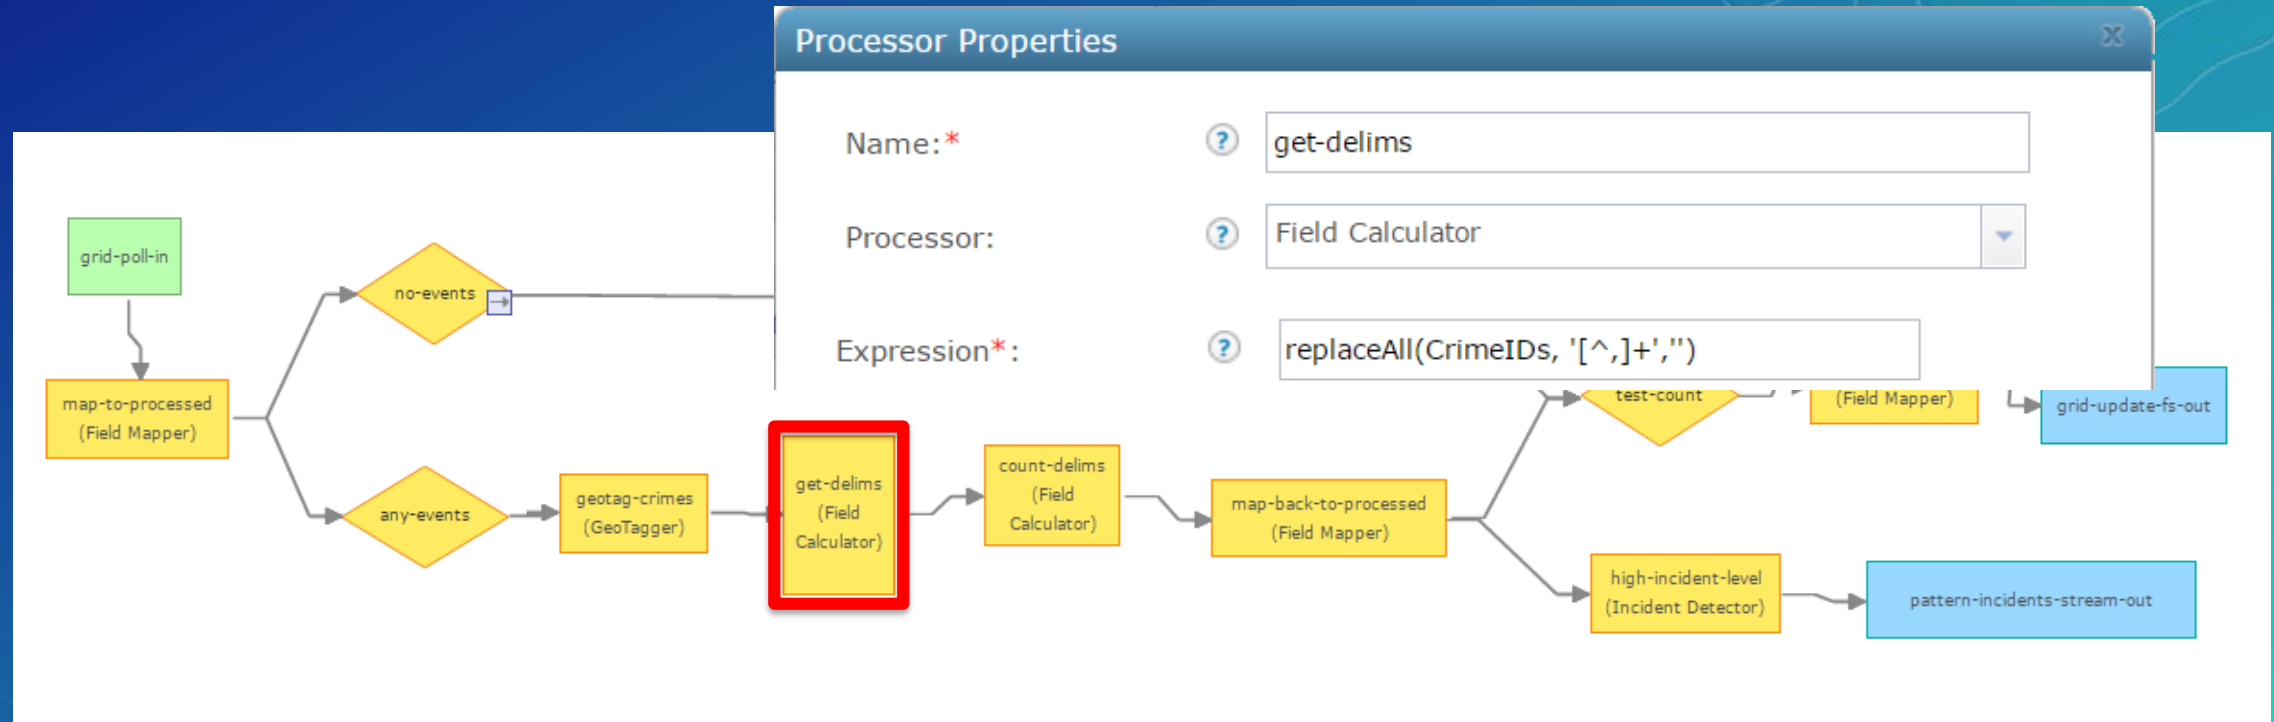 Processor Properties
x
Name:*
?
get-delims
Processor:
?
Field Calculator
Expression*:
?
replaceAll(CrimeIDs, '[^,]+','')
grid-poll-in
no-events
map-to-processed
(Field Mapper)
any-events
geotag-crimes
(GeoTagger)
get-delims
(Field
Calculator)
count-delims
(Field
Calculator)
map-back-to-processed
(Field Mapper)
test-count
(Field Mapper)
grid-update-fs-out
high-incident-level
(Incident Detector)
pattern-incidents-stream-out